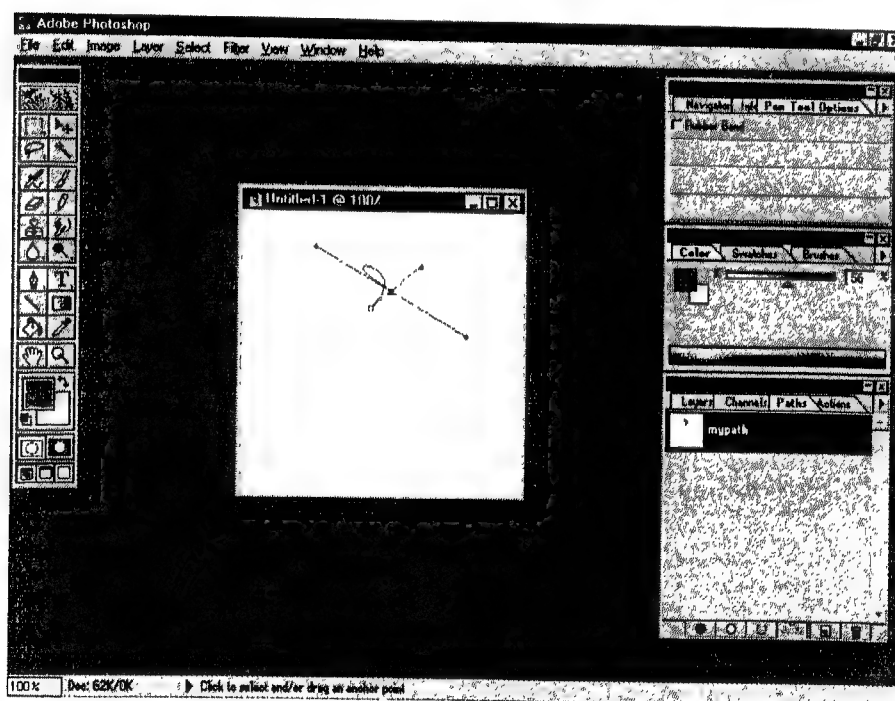 Adobe Photoshop
File Edit Image Layer Select Filter View Window Help
Navigator Info Pen Tool Options
Rubber Band
Untitled-1 @ 100%
Color Swatches Brushes
K 56 %
Layers Channels Paths Actions
mypath
100% Doc: 62K/0K Click to select and/or drag an anchor point